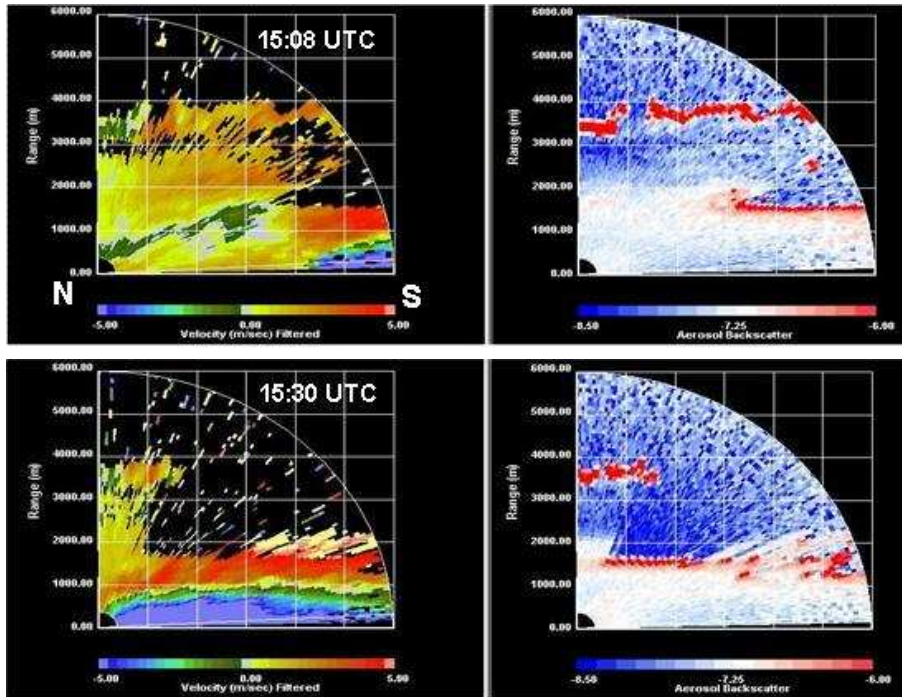 6000.00
5000.00
4000.00
3000.00
2000.00
1000.00
0.00
Range (m)
15:08 UTC
N
S
-5.00 0.00 5.00
Velocity (m/sec) Filtered
6000.00
5000.00
4000.00
3000.00
2000.00
1000.00
0.00
Range (m)
-8.50 -7.25 -6.00
Aerosol Backscatter
6000.00
5000.00
4000.00
3000.00
2000.00
1000.00
0.00
Range (m)
15:30 UTC
-5.00 0.00 5.00
Velocity (m/sec) Filtered
6000.00
5000.00
4000.00
3000.00
2000.00
1000.00
0.00
Range (m)
-8.50 -7.25 -6.00
Aerosol Backscatter